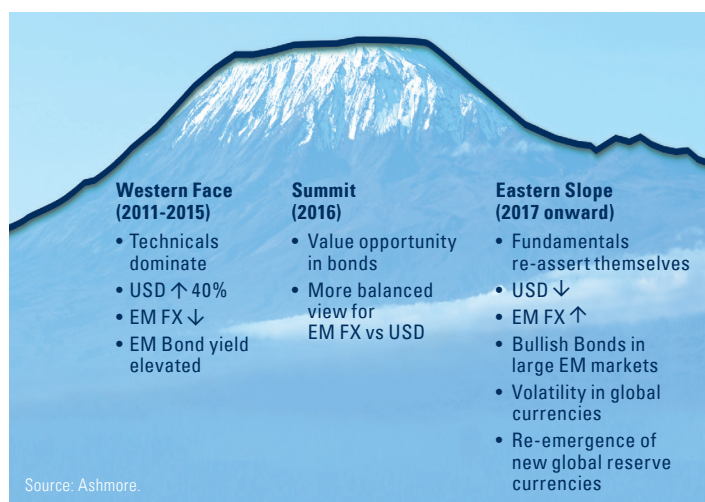 Western Face
(2011-2015)
• Technicals
dominate
• USD ↑ 40%
• EM FX ↓
• EM Bond yield
elevated
Summit
(2016)
• Value opportunity
in bonds
• More balanced
view for
EM FX vs USD
Eastern Slope
(2017 onward)
• Fundamentals
re-assert themselves
• USD ↓
• EM FX ↑
• Bullish Bonds in
large EM markets
• Volatility in global
currencies
• Re-emergence of
new global reserve
currencies
Source: Ashmore.